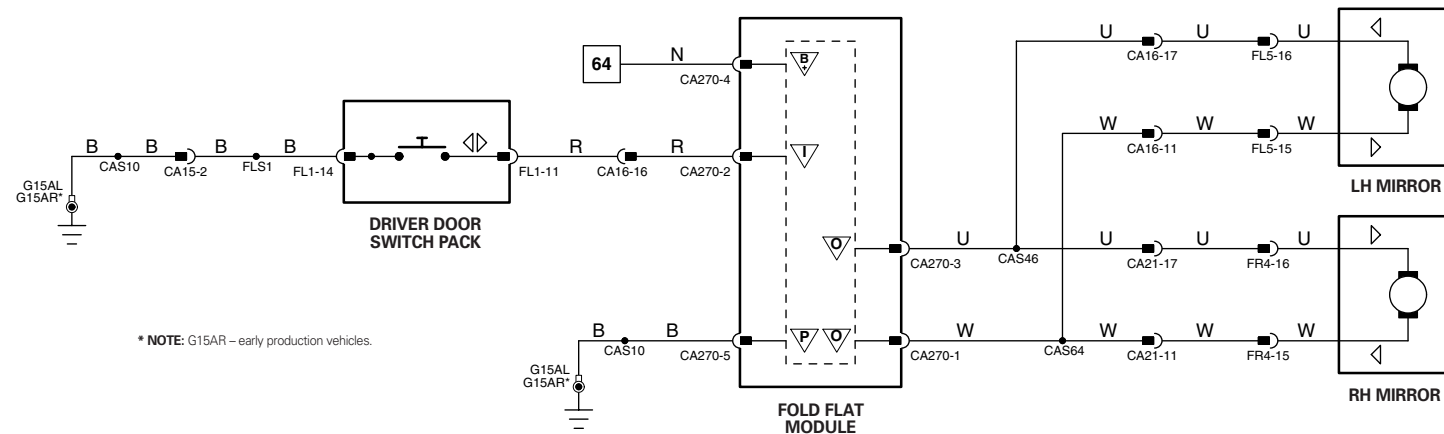 U
U
U
CA16-17
FL5-16
64
N
CA270-4
B
+
W
W
W
CA16-11
FL5-15
LH MIRROR
B
B
B
B
CAS10
CA15-2
FLS1
FL1-14
FL1-11
R
R
CA16-16
CA270-2
I
G15AL
G15AR*
DRIVER DOOR
SWITCH PACK
O
U
CA270-3
CAS46
U
U
U
CA21-17
FR4-16
* NOTE: G15AR – early production vehicles.
B
B
CAS10
CA270-5
P
O
W
CA270-1
CAS64
W
W
W
CA21-11
FR4-15
G15AL
G15AR*
RH MIRROR
FOLD FLAT
MODULE